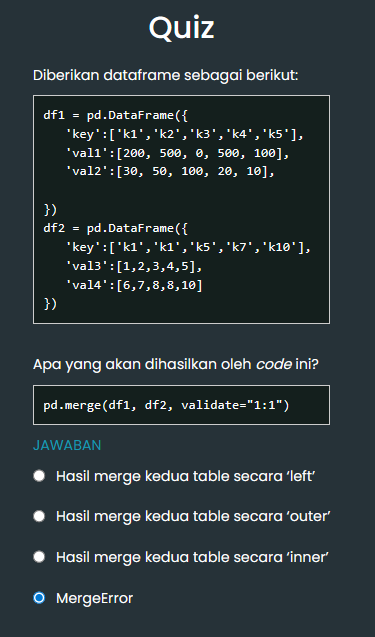 Quiz
Diberikan dataframe sebagai berikut:
df1 = pd.DataFrame({
'key':['k1','k2','k3','k4','k5'],
'val1':[200, 500, 0, 500, 100],
'val2':[30, 50, 100, 20, 10],
})
df2 = pd.DataFrame({
'key':['k1','k1','k5','k7','k10'],
'val3':[1,2,3,4,5],
'val4':[6,7,8,8,10]
})
Apa yang akan dihasilkan oleh code ini?
pd.merge(df1, df2, validate="1:1")
JAWABAN
Hasil merge kedua table secara ‘left’
Hasil merge kedua table secara ‘outer’
Hasil merge kedua table secara ‘inner’
MergeError